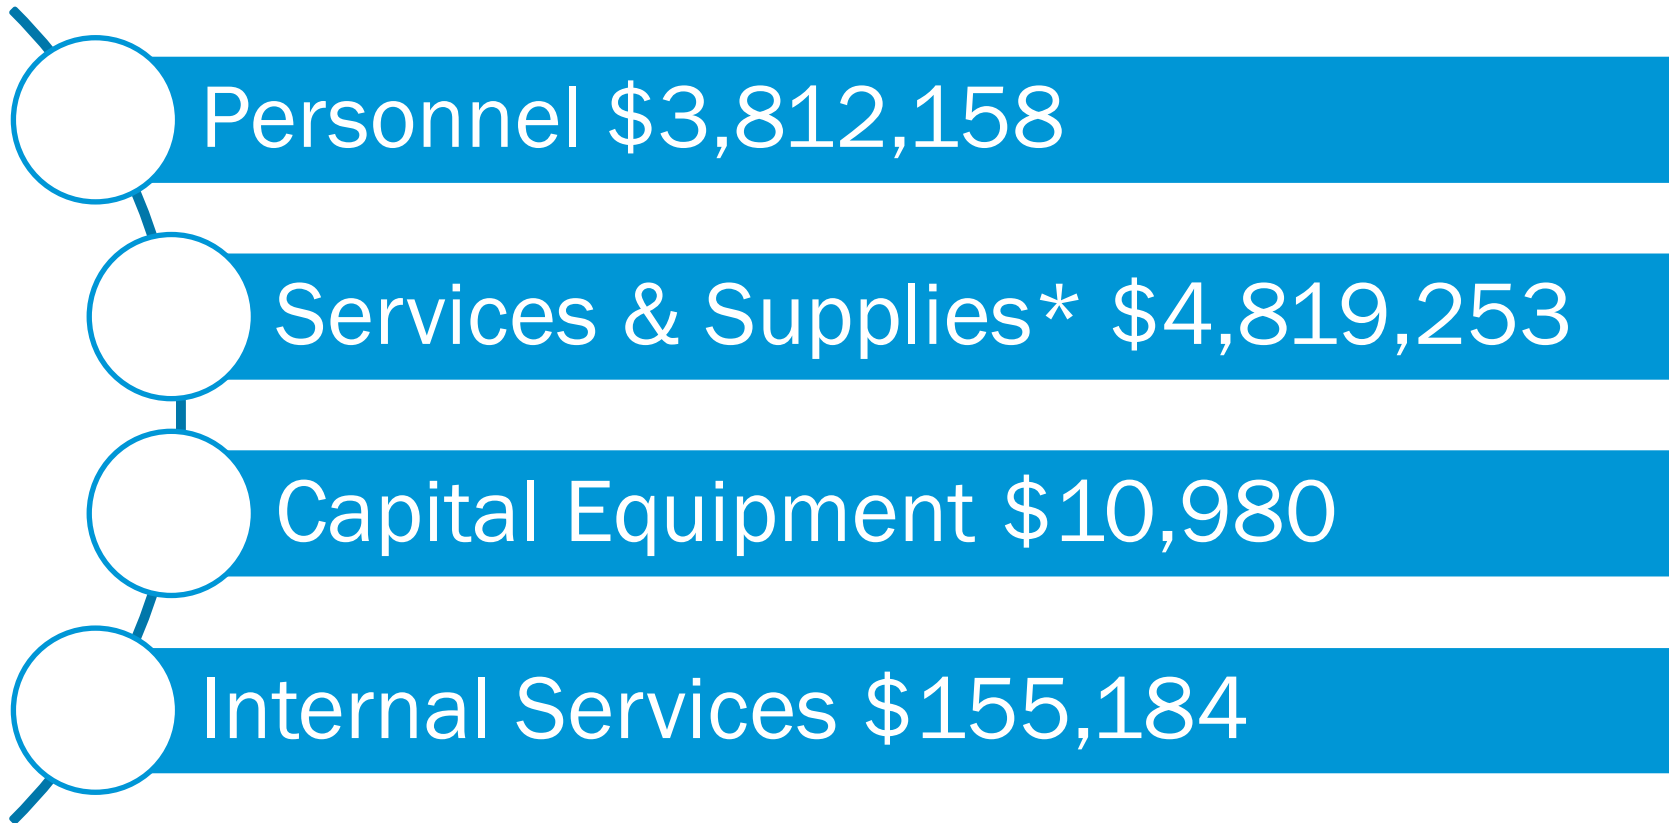 Personnel $3,812,158
Services & Supplies* $4,819,253
Capital Equipment $10,980
Internal Services $155,184